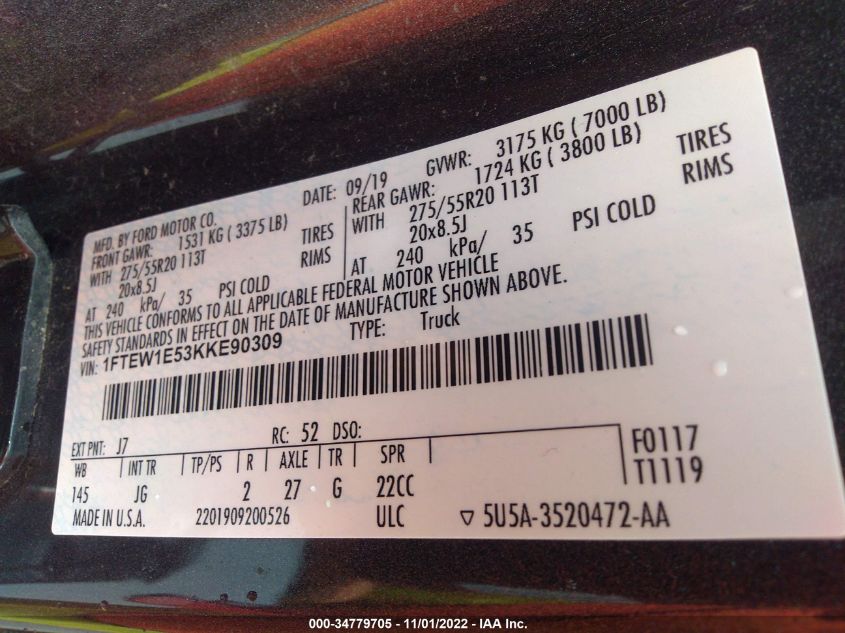 MFD. BY FORD MOTOR CO.
DATE: 09/19 GVWR: 3175 KG ( 7000 LB)
FRONT GAWR: 1531 KG ( 3375 LB)
WITH 275/55R20 113T TIRES
20x8.5J RIMS
AT 240 kPa/ 35 PSI COLD
REAR GAWR: 1724 KG ( 3800 LB)
WITH 275/55R20 113T TIRES
20x8.5J RIMS
AT 240 kPa/ 35 PSI COLD
THIS VEHICLE CONFORMS TO ALL APPLICABLE FEDERAL MOTOR VEHICLE
SAFETY STANDARDS IN EFFECT ON THE DATE OF MANUFACTURE SHOWN ABOVE.
VIN: 1FTEW1E53KKE90309 TYPE: Truck
EXT PNT: J7 RC: 52 DSO:
WB INT TR TP/PS R AXLE TR SPR
145 JG 2 27 G 22CC
F0117
T1119
MADE IN U.S.A. 2201909200526 ULC ▽ 5U5A-3520472-AA
000-34779705 - 11/01/2022 - IAA Inc.